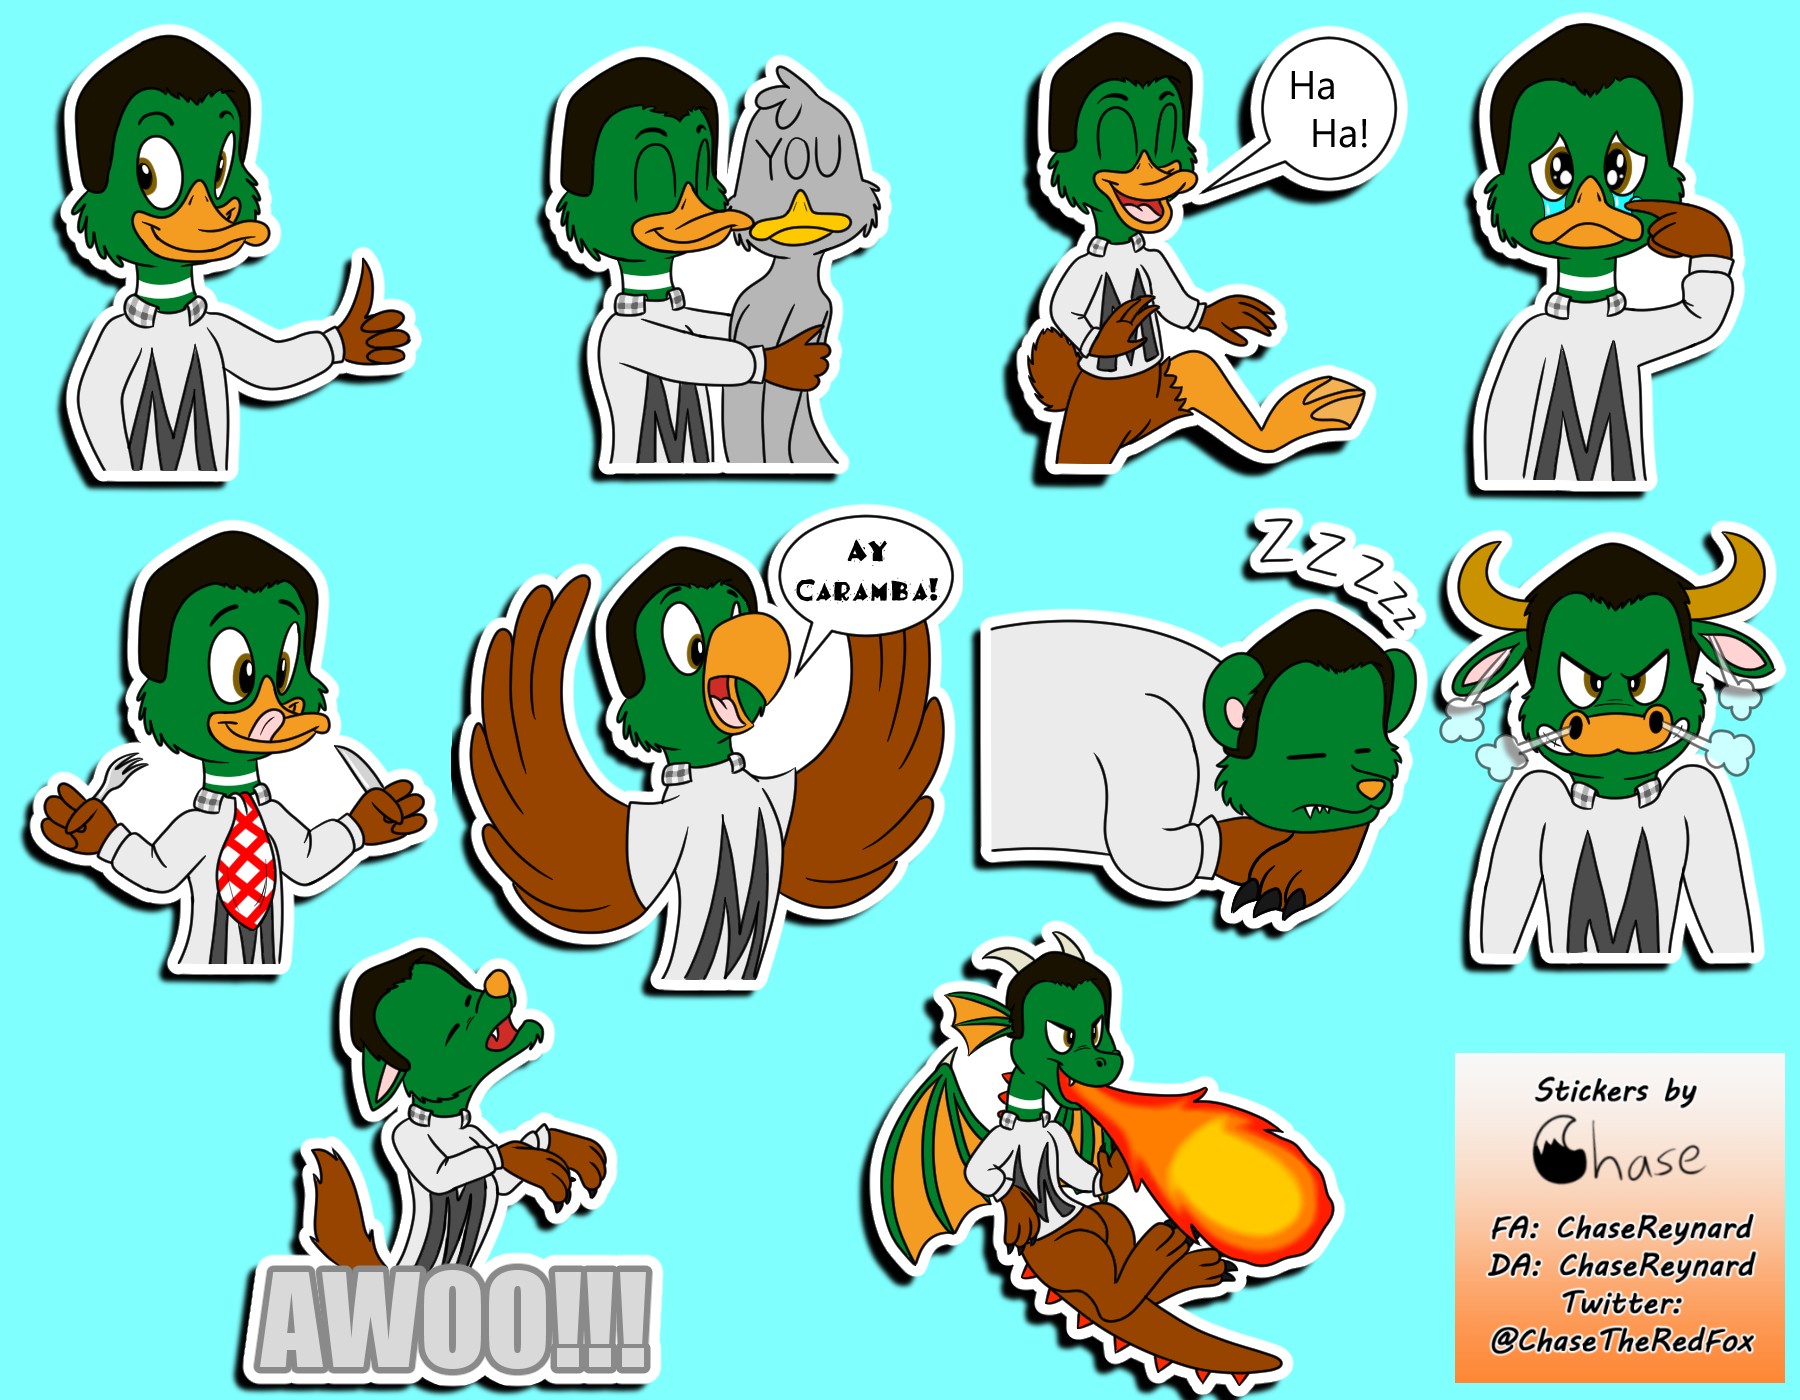 M
YOU
M
Ha
Ha!
M
M
M
AY
CARAMBA!
M
ZZZzz
M
M
AWOO!!!
M
Stickers by
Chase
FA: ChaseReynard
DA: ChaseReynard
Twitter:
@ChaseTheRedFox